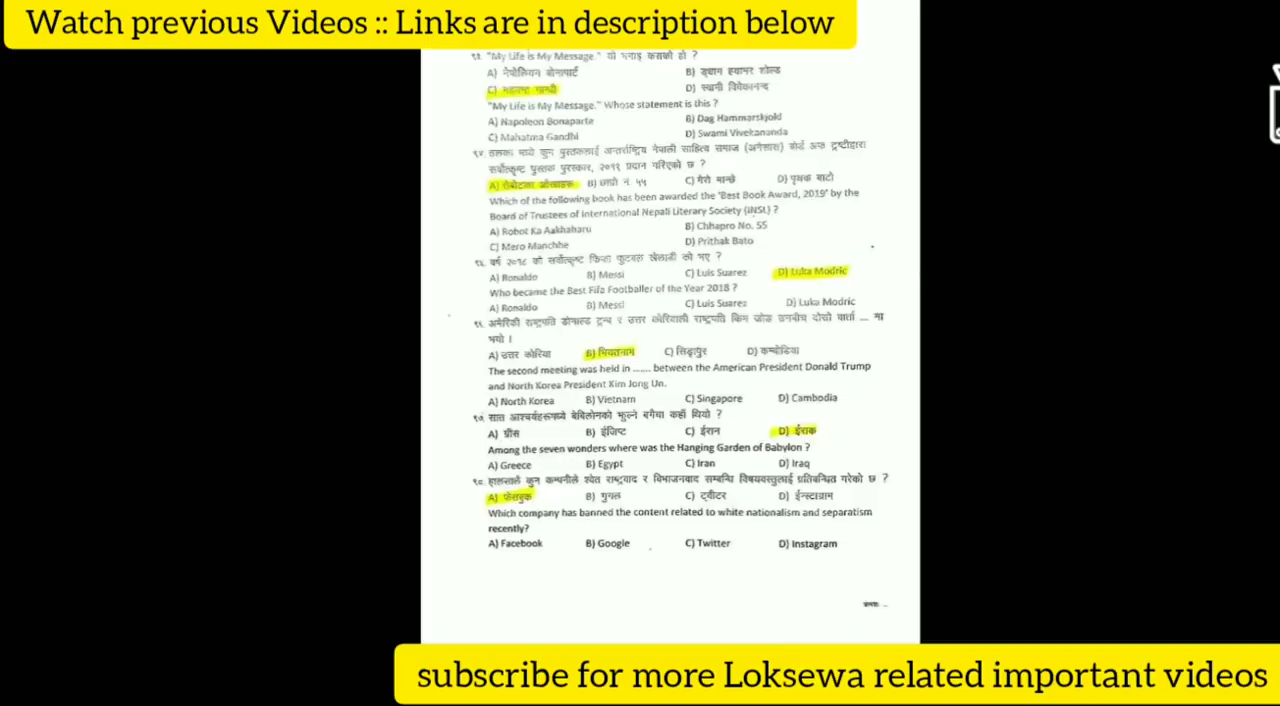 Watch previous Videos :: Links are in description below
१३. "My Life is My Message." यो भनाइ कसको हो ?
A) नेपोलियन बोनापार्ट B) ड्याग ह्यामर शोल्ड
C) महात्मा गान्धी D) स्वामी विवेकानन्द
"My Life is My Message." Whose statement is this ?
A) Napoleon Bonaparte B) Dag Hammarskjold
C) Mahatma Gandhi D) Swami Vivekananda
१४. तलका मध्ये कुन पुस्तकलाई अन्तर्राष्ट्रिय नेपाली साहित्य समाज (अनेसास) बोर्ड अफ ट्रष्टीद्वारा
सर्वोत्कृष्ट पुस्तक पुरस्कार, २०१९ प्रदान गरिएको छ ?
A) रोबोटका आँखाहरू B) छाप्रो नं. ५५ C) मेरो मान्छे D) पृथक बाटो
Which of the following book has been awarded the 'Best Book Award, 2019' by the
Board of Trustees of International Nepali Literary Society (INSL) ?
A) Robot Ka Aakhaharu B) Chhapro No. 55
C) Mero Manchhe D) Prithak Bato
१५. वर्ष २०१८ को सर्वोत्कृष्ट फिफा फुटबल खेलाडी को भए ?
A) Ronaldo B) Messi C) Luis Suarez D) Luka Modric
Who became the Best Fifa Footballer of the Year 2018 ?
A) Ronaldo B) Messi C) Luis Suarez D) Luka Modric
१६. अमेरिकी राष्ट्रपति डोनाल्ड ट्रम्प र उत्तर कोरियाली राष्ट्रपति किम जोङ उनबीच दोस्रो वार्ता ... मा
भयो ।
A) उत्तर कोरिया B) भियतनाम C) सिङ्गापुर D) कम्बोडिया
The second meeting was held in ....... between the American President Donald Trump
and North Korea President Kim Jong Un.
A) North Korea B) Vietnam C) Singapore D) Cambodia
१७. सात आश्चर्यहरूमध्ये बेबिलोनको झुल्ने बगैंचा कहाँ थियो ?
A) ग्रीस B) इजिप्ट C) ईरान D) ईराक
Among the seven wonders where was the Hanging Garden of Babylon ?
A) Greece B) Egypt C) Iran D) Iraq
१८. हालसालै कुन कम्पनीले श्वेत राष्ट्रवाद र विभाजनवाद सम्बन्धि विषयवस्तुलाई प्रतिबन्धित गरेको छ ?
A) फेसबुक B) गुगल C) ट्वीटर D) ईन्स्टाग्राम
Which company has banned the content related to white nationalism and separatism
recently?
A) Facebook B) Google C) Twitter D) Instagram
क्रमशः ...
subscribe for more Loksewa related important videos